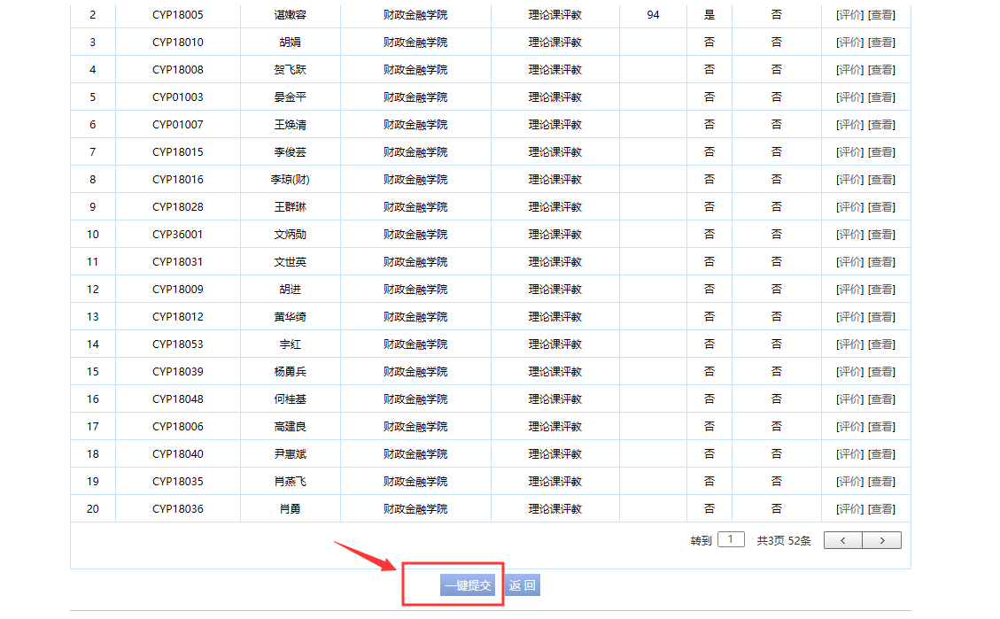 2 CYP18005 谌嫩容 财政金融学院 理论课评教 94 是 否 [评价] [查看]
3 CYP18010 胡娟 财政金融学院 理论课评教 否 否 [评价] [查看]
4 CYP18008 贺飞跃 财政金融学院 理论课评教 否 否 [评价] [查看]
5 CYP01003 晏金平 财政金融学院 理论课评教 否 否 [评价] [查看]
6 CYP01007 王焕清 财政金融学院 理论课评教 否 否 [评价] [查看]
7 CYP18015 李俊芸 财政金融学院 理论课评教 否 否 [评价] [查看]
8 CYP18016 李琼(财) 财政金融学院 理论课评教 否 否 [评价] [查看]
9 CYP18028 王群琳 财政金融学院 理论课评教 否 否 [评价] [查看]
10 CYP36001 文炳勋 财政金融学院 理论课评教 否 否 [评价] [查看]
11 CYP18031 文世英 财政金融学院 理论课评教 否 否 [评价] [查看]
12 CYP18009 胡进 财政金融学院 理论课评教 否 否 [评价] [查看]
13 CYP18012 黄华绮 财政金融学院 理论课评教 否 否 [评价] [查看]
14 CYP18053 宇红 财政金融学院 理论课评教 否 否 [评价] [查看]
15 CYP18039 杨勇兵 财政金融学院 理论课评教 否 否 [评价] [查看]
16 CYP18048 何桂基 财政金融学院 理论课评教 否 否 [评价] [查看]
17 CYP18006 高建良 财政金融学院 理论课评教 否 否 [评价] [查看]
18 CYP18040 尹惠斌 财政金融学院 理论课评教 否 否 [评价] [查看]
19 CYP18035 肖燕飞 财政金融学院 理论课评教 否 否 [评价] [查看]
20 CYP18036 肖勇 财政金融学院 理论课评教 否 否 [评价] [查看]
转到 1 共3页 52条 < >
一键提交 返 回